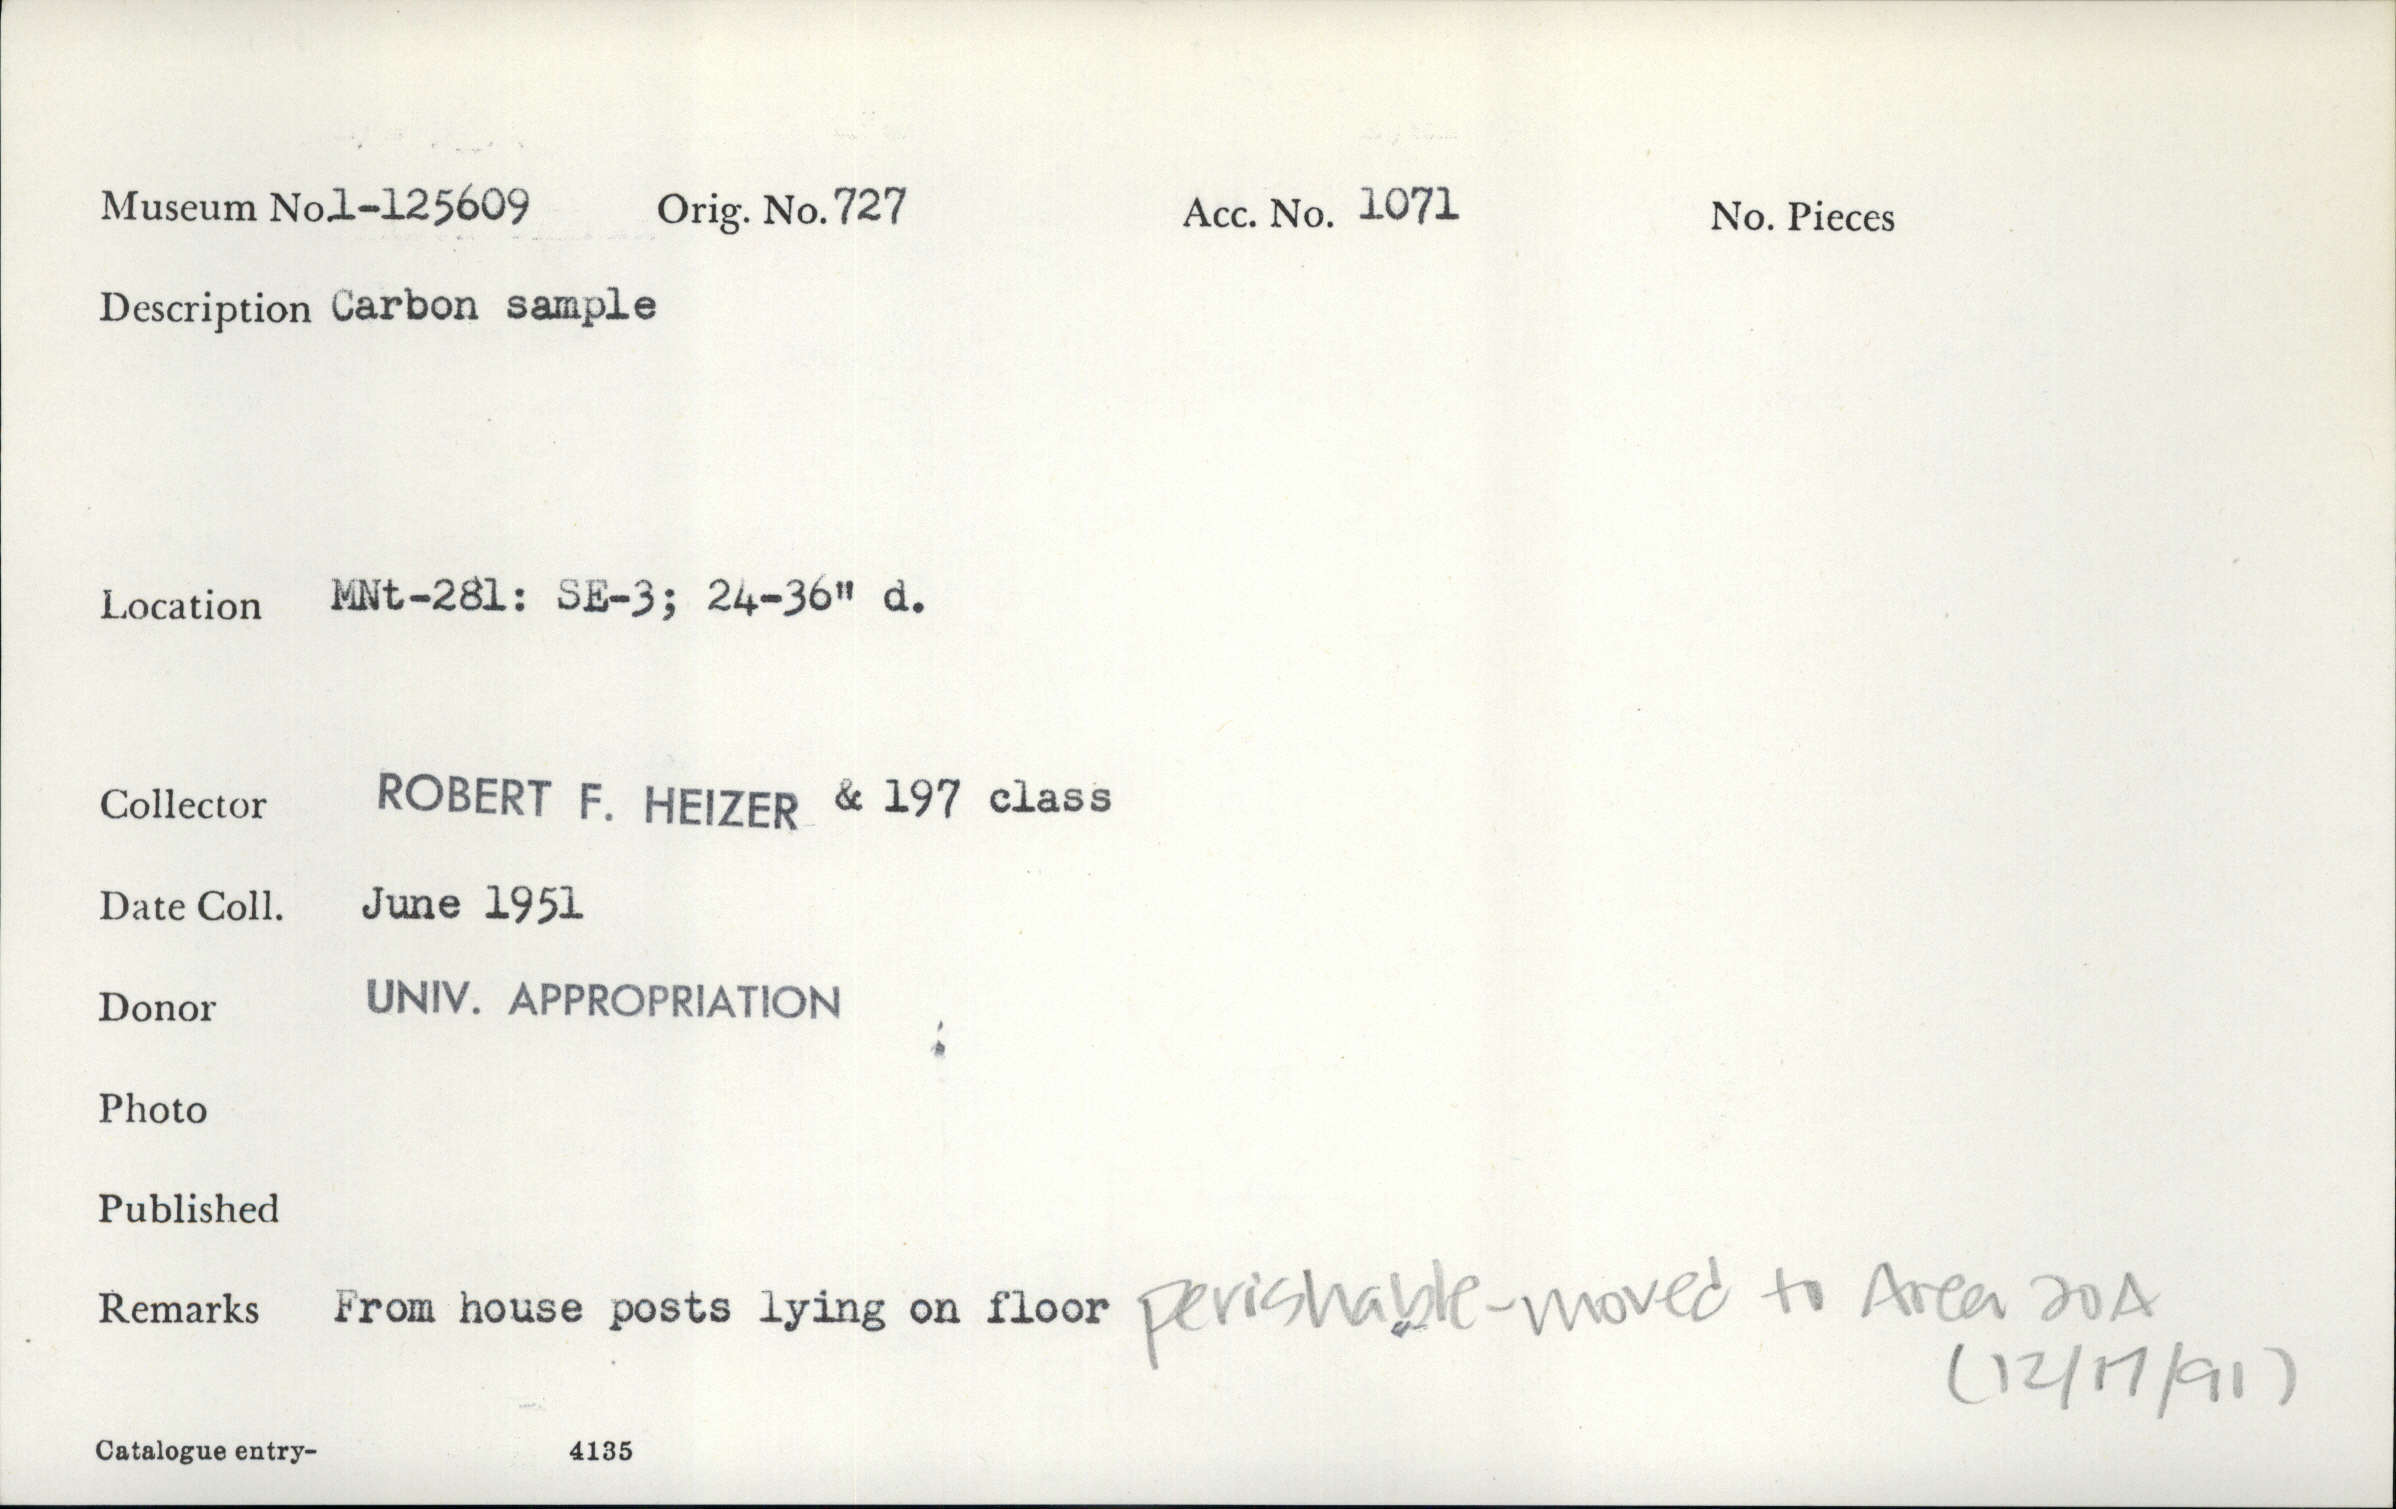 Museum No.1-125609 Orig. No. 727 Acc. No. 1071 No. Pieces
Description Carbon sample
Location MNt-281: SE-3; 24-36" d.
Collector ROBERT F. HEIZER & 197 class
Date Coll. June 1951
Donor UNIV. APPROPRIATION
Photo
Published
Remarks From house posts lying on floor perishable-moved to Area 20A
(12/17/91)
Catalogue entry- 4135